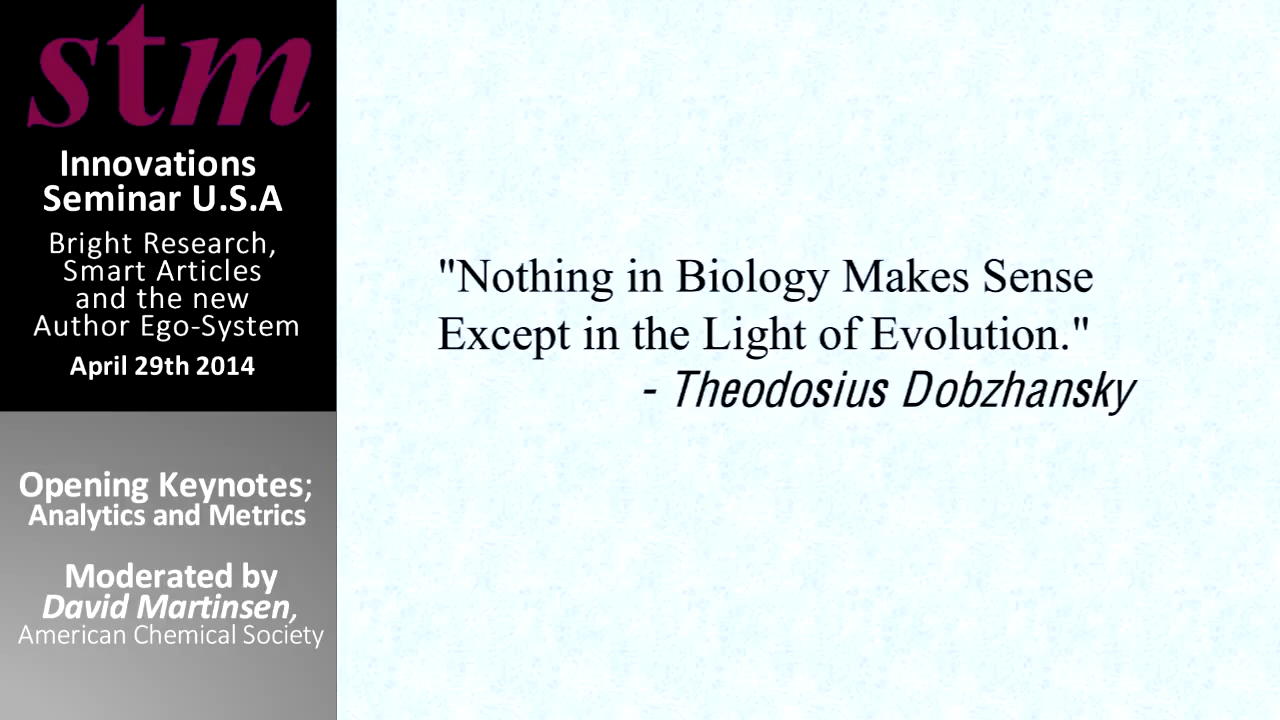 stm
Innovations
Seminar U.S.A
Bright Research,
Smart Articles
and the new
Author Ego-System
April 29th 2014
Opening Keynotes;
Analytics and Metrics
Moderated by
David Martinsen,
American Chemical Society
"Nothing in Biology Makes Sense
Except in the Light of Evolution."
- Theodosius Dobzhansky